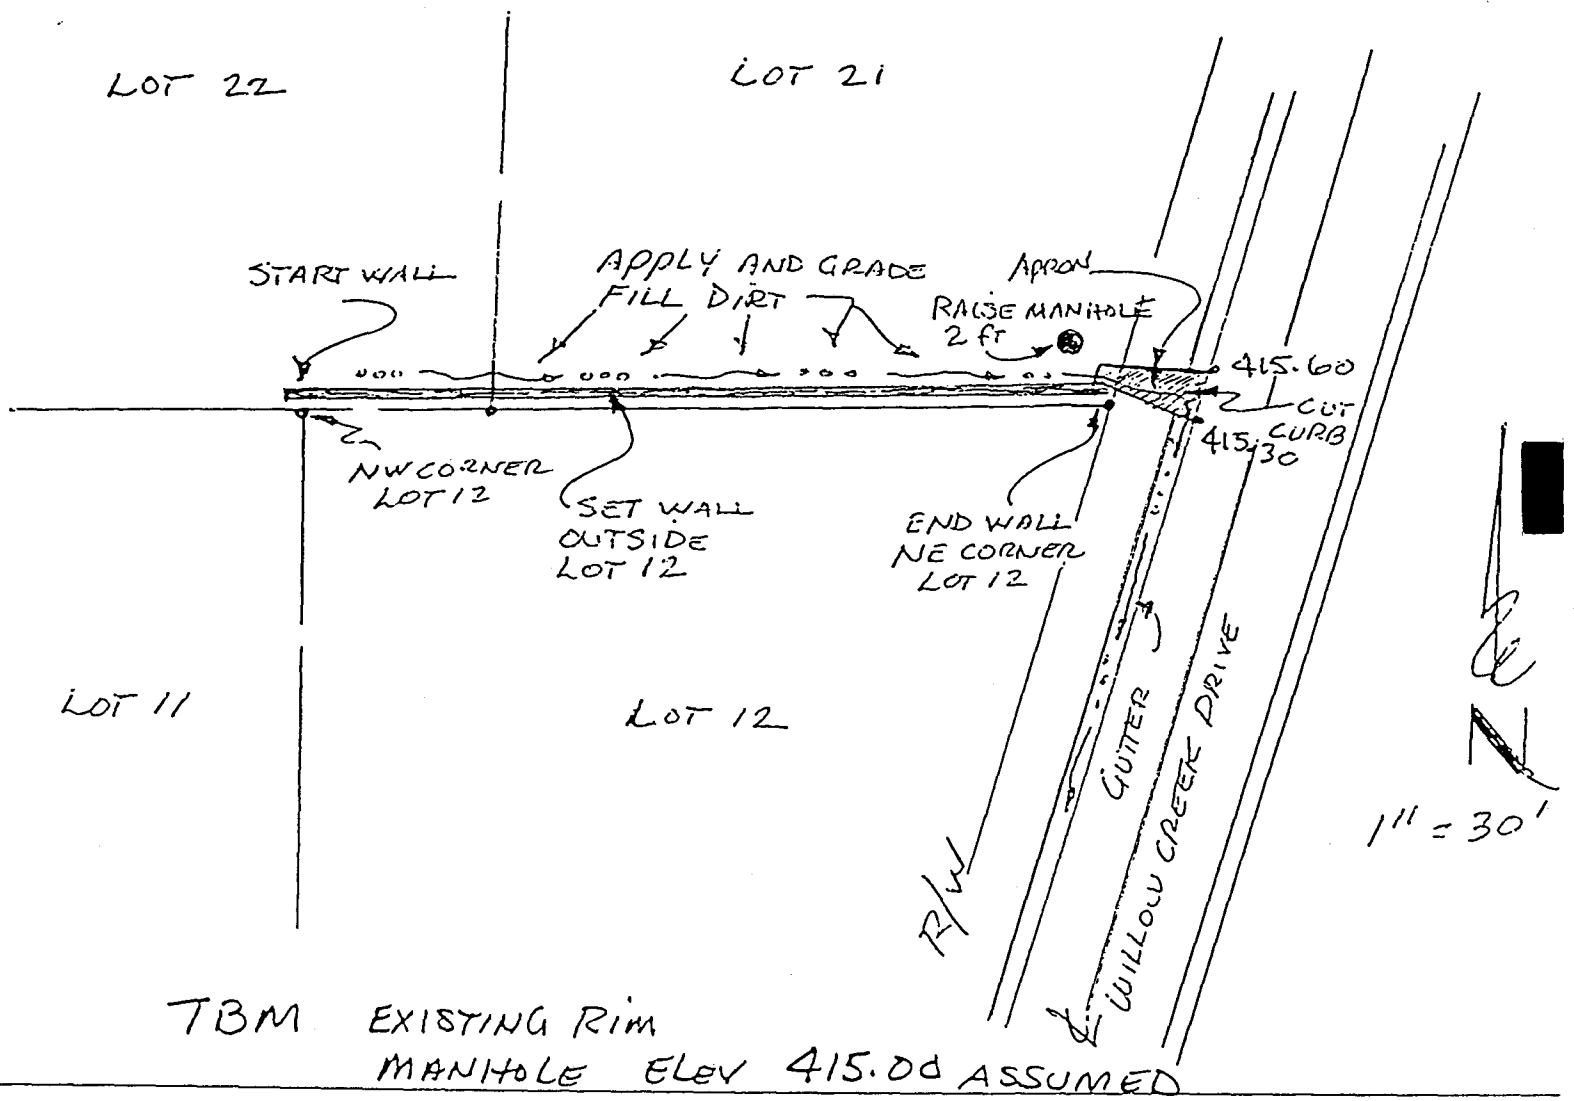 LOT 22
LOT 21
START WALL
APPLY AND GRADE
FILL DIRT
APRON
RAISE MANHOLE
2 ft
415.60
CUT
CURB
415.30
NW CORNER
LOT 12
SET WALL
OUTSIDE
LOT 12
END WALL
NE CORNER
LOT 12
LOT 11
LOT 12
GUTTER
WILLOW CREEK DRIVE
R/W
N
1" = 30'
TBM EXISTING RIM
MANHOLE ELEV 415.00 ASSUMED